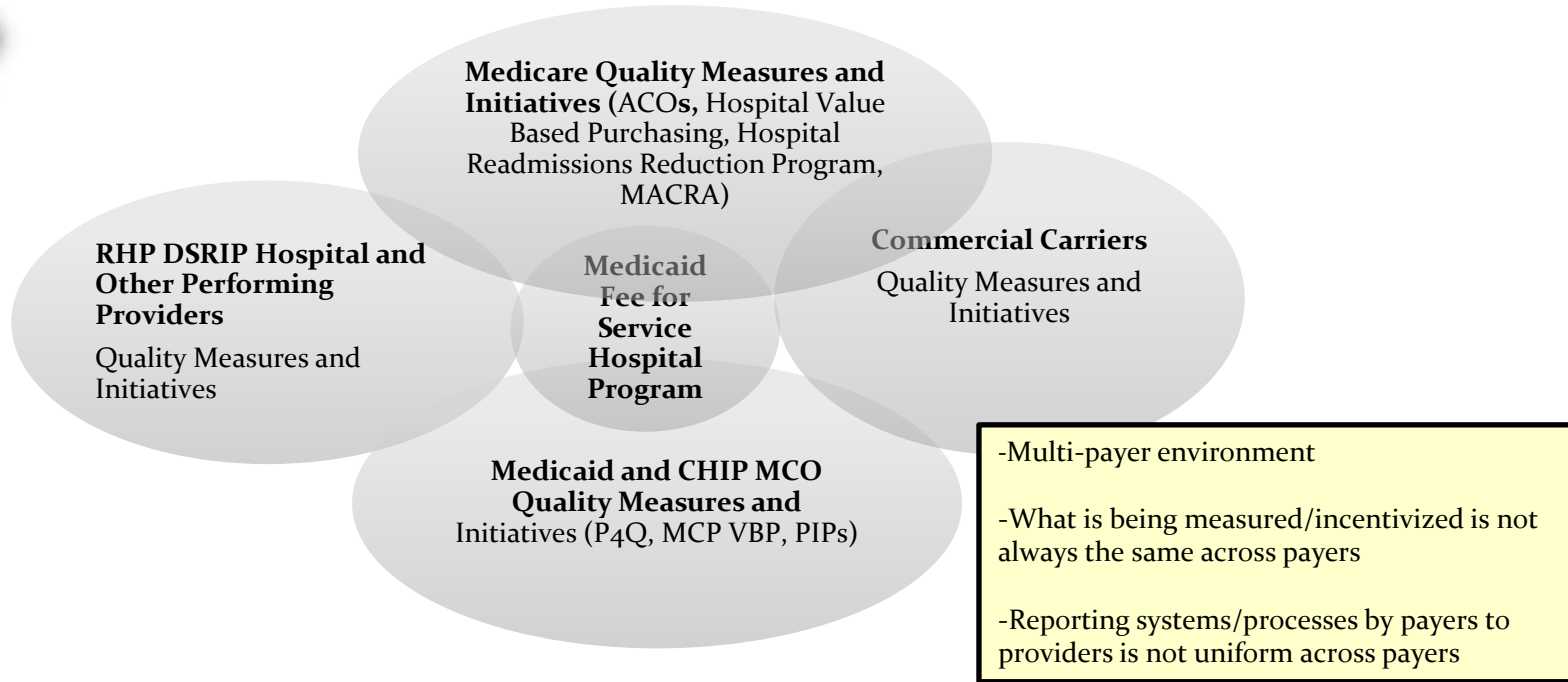 Medicare Quality Measures and
Initiatives (ACOs, Hospital Value
Based Purchasing, Hospital
Readmissions Reduction Program,
MACRA)
RHP DSRIP Hospital and
Other Performing
Providers
Quality Measures and
Initiatives
Medicaid
Fee for
Service
Hospital
Program
Commercial Carriers
Quality Measures and
Initiatives
Medicaid and CHIP MCO
Quality Measures and
Initiatives (P4Q, MCP VBP, PIPs)
-Multi-payer environment
-What is being measured/incentivized is not
always the same across payers
-Reporting systems/processes by payers to
providers is not uniform across payers